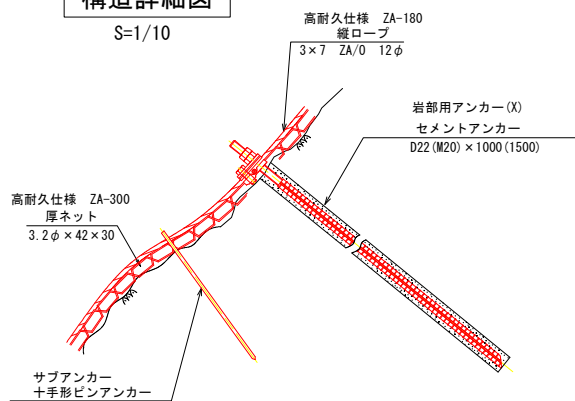 構造詳細図
S=1/10
高耐久仕様 ZA-180
縦ロープ
3×7 ZA/0 12φ
岩部用アンカー(X)
セメントアンカー
D22(M20)×1000(1500)
高耐久仕様 ZA-300
厚ネット
3.2φ×42×30
サブアンカー
十手形ピンアンカー